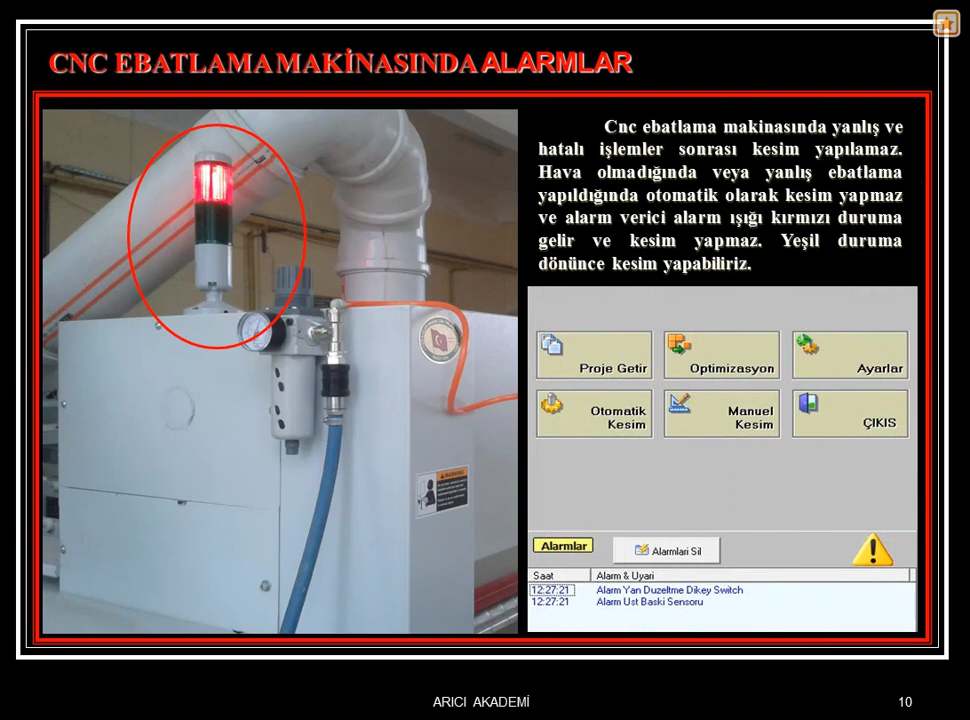 CNC EBATLAMA MAKİNASINDA ALARMLAR
Cnc ebatlama makinasında yanlış ve
hatalı işlemler sonrası kesim yapılamaz.
Hava olmadığında veya yanlış ebatlama
yapıldığında otomatik olarak kesim yapmaz
ve alarm verici alarm ışığı kırmızı duruma
gelir ve kesim yapmaz. Yeşil duruma
dönünce kesim yapabiliriz.
Proje Getir
Optimizasyon
Ayarlar
Otomatik
Kesim
Manuel
Kesim
ÇIKIS
Alarmlar
Alarmlari Sil
Saat Alarm & Uyari
12:27:21 Alarm Yan Duzeltme Dikey Switch
12:27:21 Alarm Ust Baski Sensoru
ARICI AKADEMİ
10